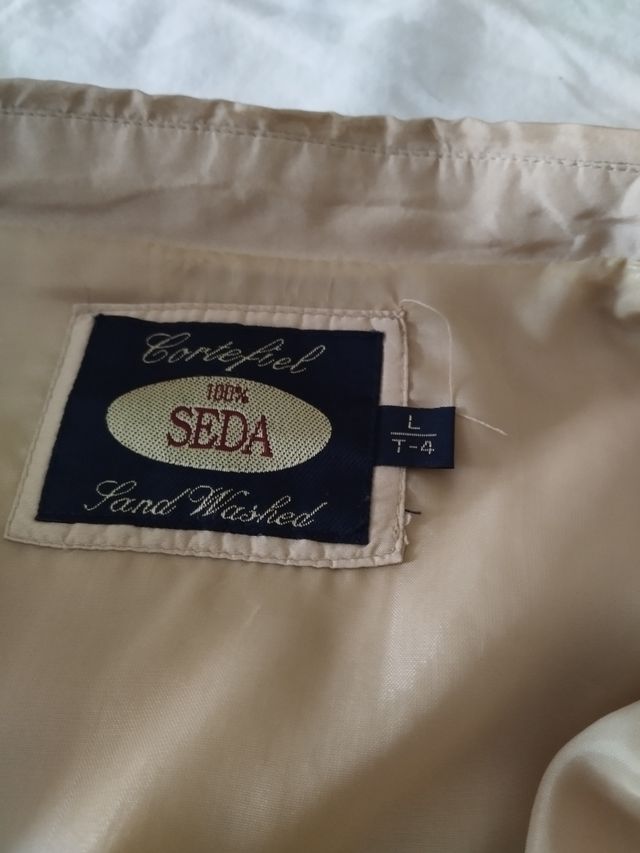 Cortefiel
100%
SEDA
Sand Washed
L
T-4